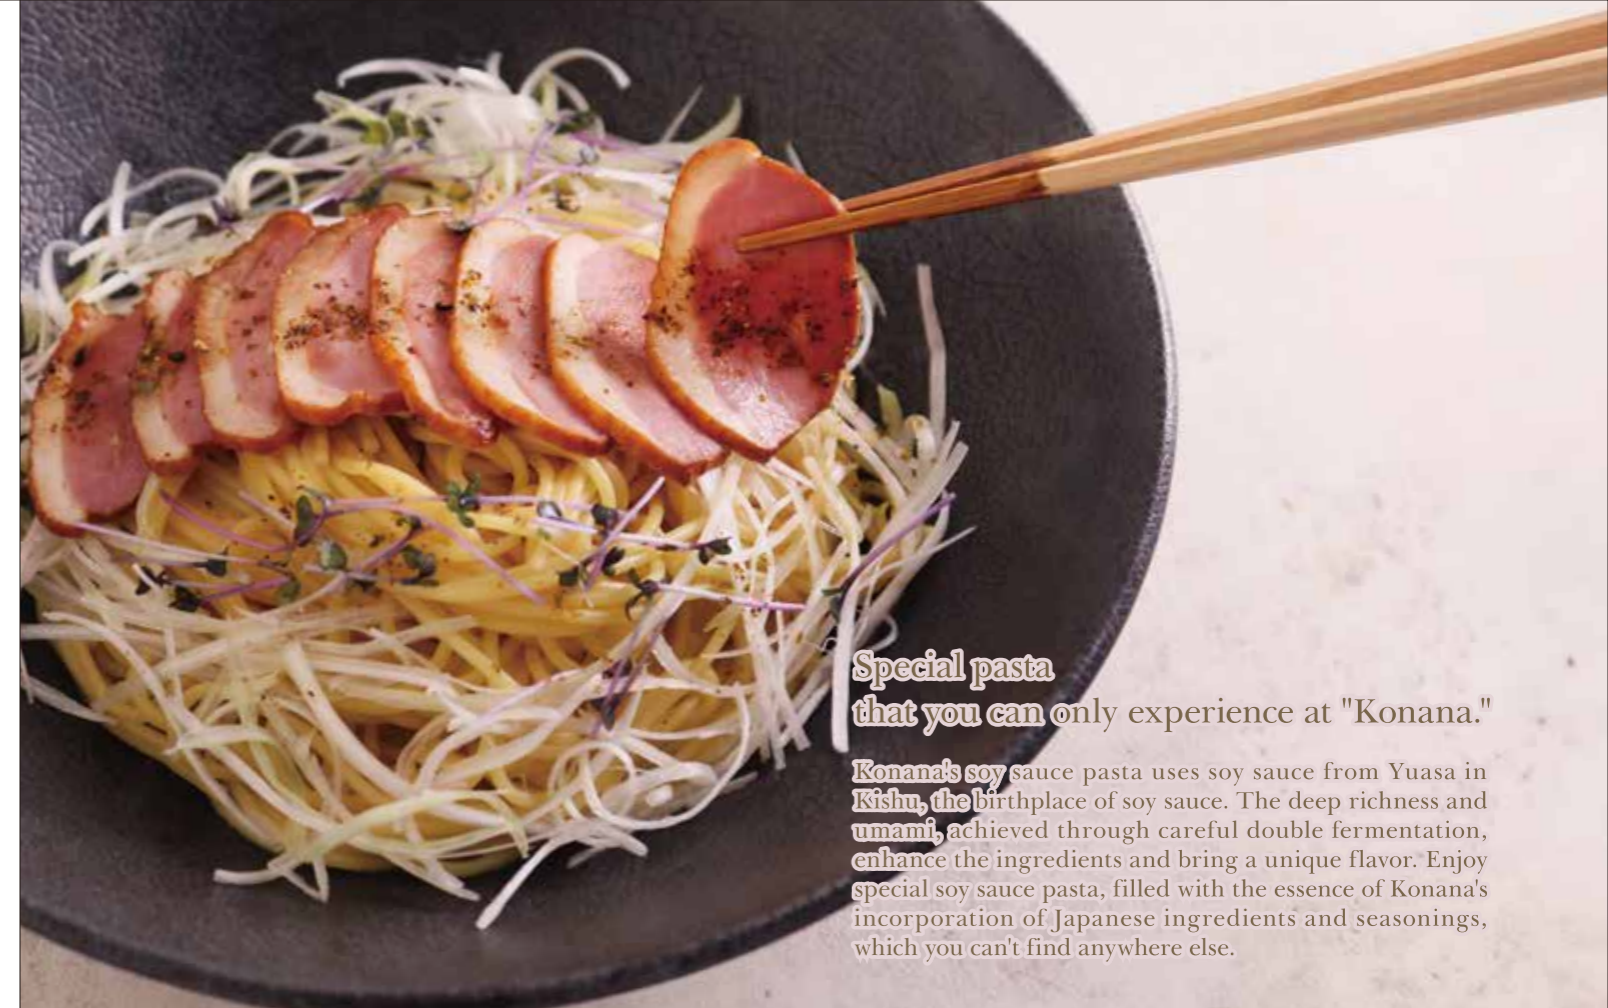 Special pasta
that you can only experience at "Konana."
Konana's soy sauce pasta uses soy sauce from Yuasa in
Kishu, the birthplace of soy sauce. The deep richness and
umami, achieved through careful double fermentation,
enhance the ingredients and bring a unique flavor. Enjoy
special soy sauce pasta, filled with the essence of Konana's
incorporation of Japanese ingredients and seasonings,
which you can't find anywhere else.